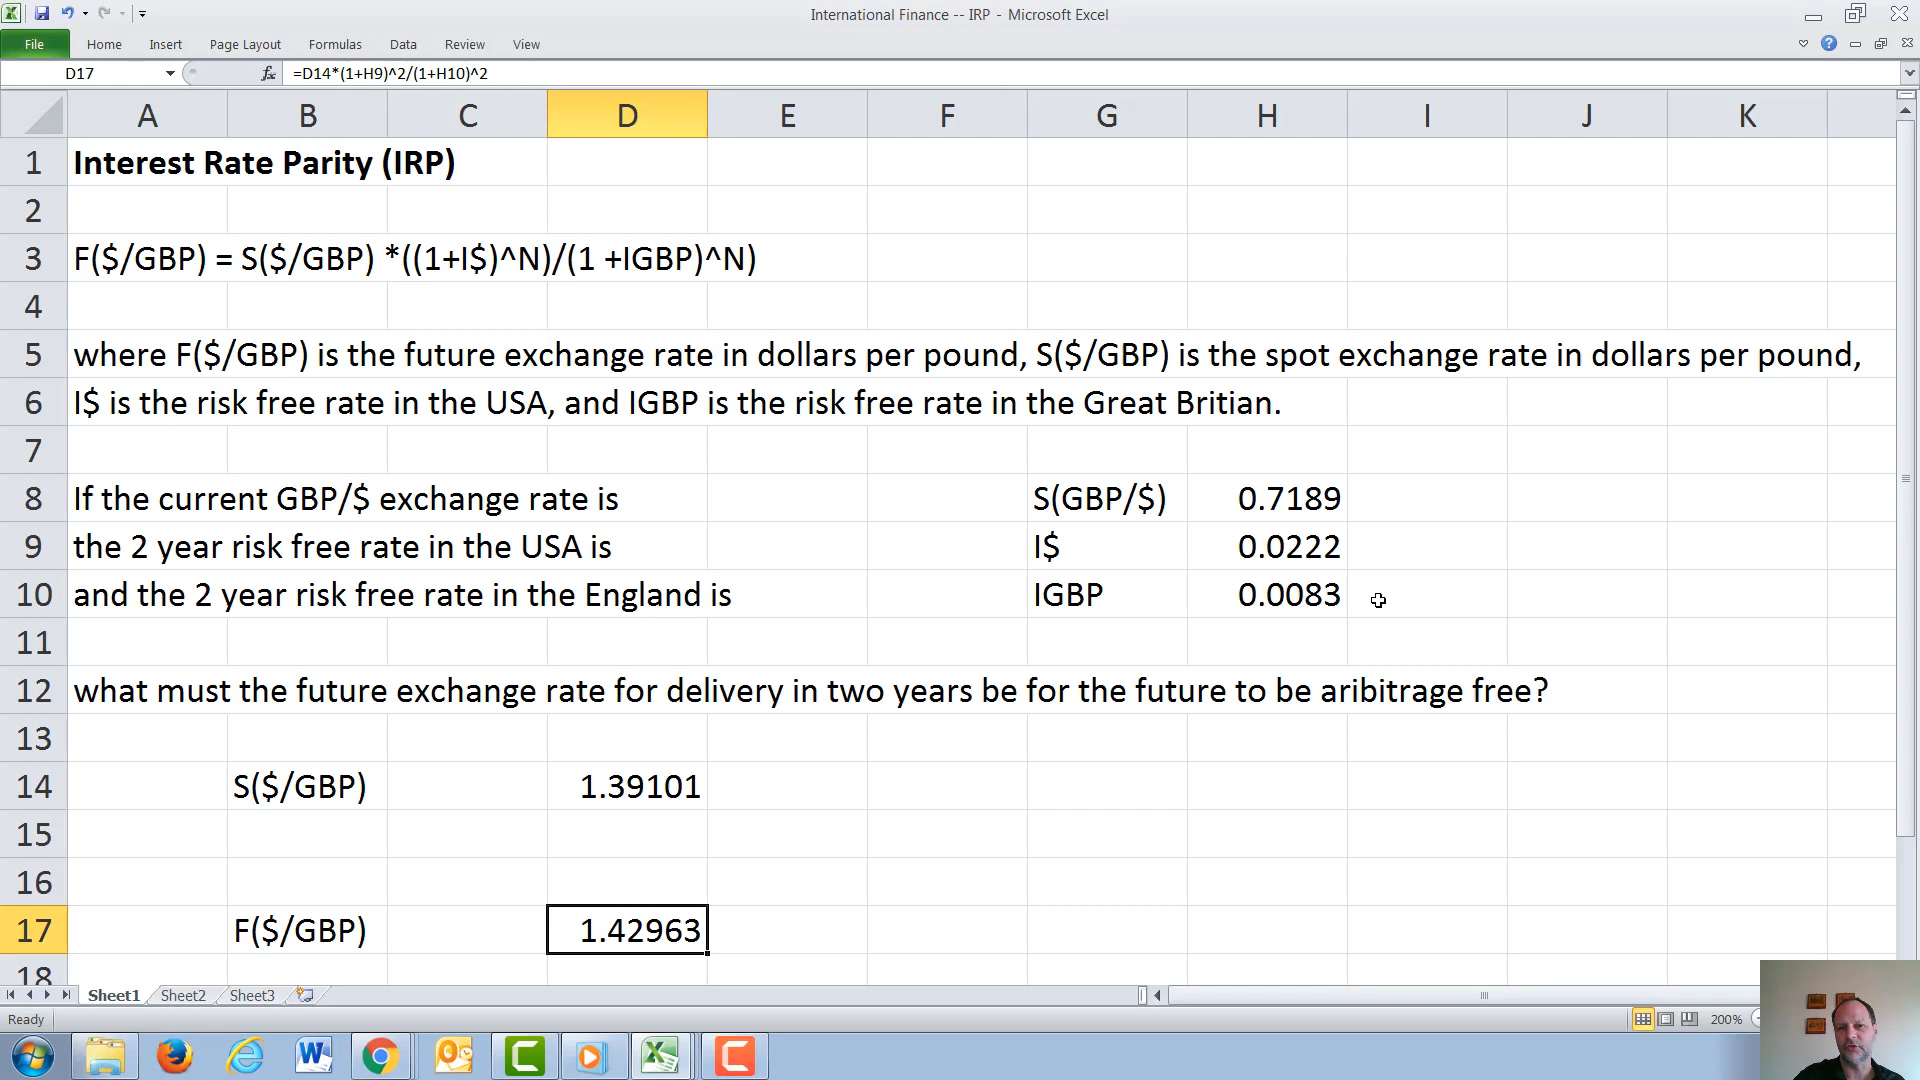 International Finance -- IRP - Microsoft Excel
File Home Insert Page Layout Formulas Data Review View
D17 fx =D14*(1+H9)^2/(1+H10)^2
A B C D E F G H I J K
1 Interest Rate Parity (IRP)
2
3 F($/GBP) = S($/GBP) *((1+I$)^N)/(1 +IGBP)^N)
4
5 where F($/GBP) is the future exchange rate in dollars per pound, S($/GBP) is the spot exchange rate in dollars per pound,
6 I$ is the risk free rate in the USA, and IGBP is the risk free rate in the Great Britian.
7
8 If the current GBP/$ exchange rate is S(GBP/$) 0.7189
9 the 2 year risk free rate in the USA is I$ 0.0222
10 and the 2 year risk free rate in the England is IGBP 0.0083
11
12 what must the future exchange rate for delivery in two years be for the future to be aribitrage free?
13
14 S($/GBP) 1.39101
15
16
17 F($/GBP) 1.42963
18
Sheet1 Sheet2 Sheet3
Ready 200%